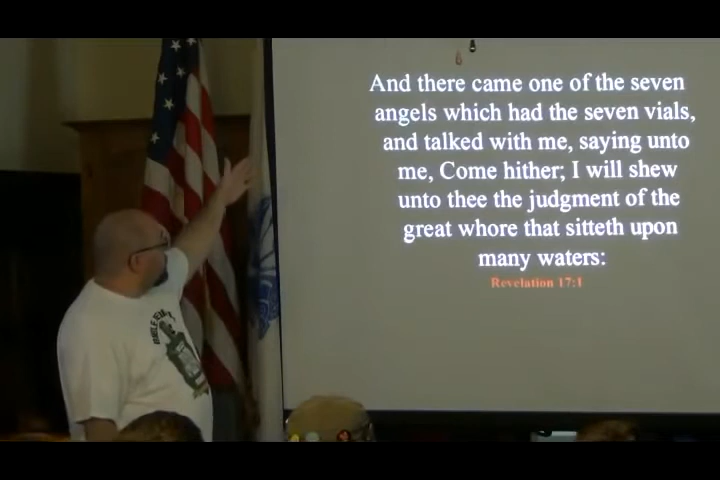 And there came one of the seven
angels which had the seven vials,
and talked with me, saying unto
me, Come hither; I will shew
unto thee the judgment of the
great whore that sitteth upon
many waters:
Revelation 17:1